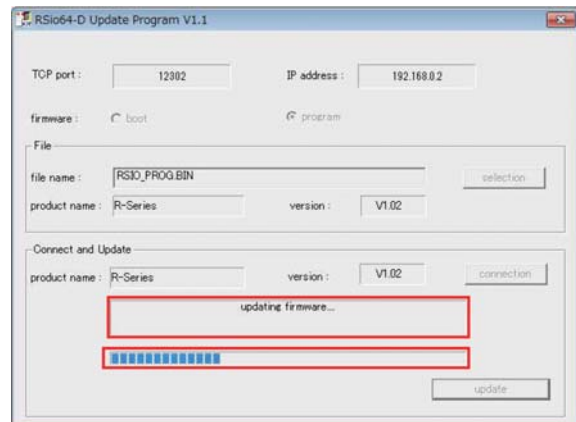 RSio64-D Update Program V1.1
TCP port : 12302 IP address : 192.168.0.2
firmware : boot program
File
file name : RSIO_PROG.BIN selection
product name : R-Series version : V1.02
Connect and Update
product name : R-Series version : V1.02 connection
updating firmware...
update